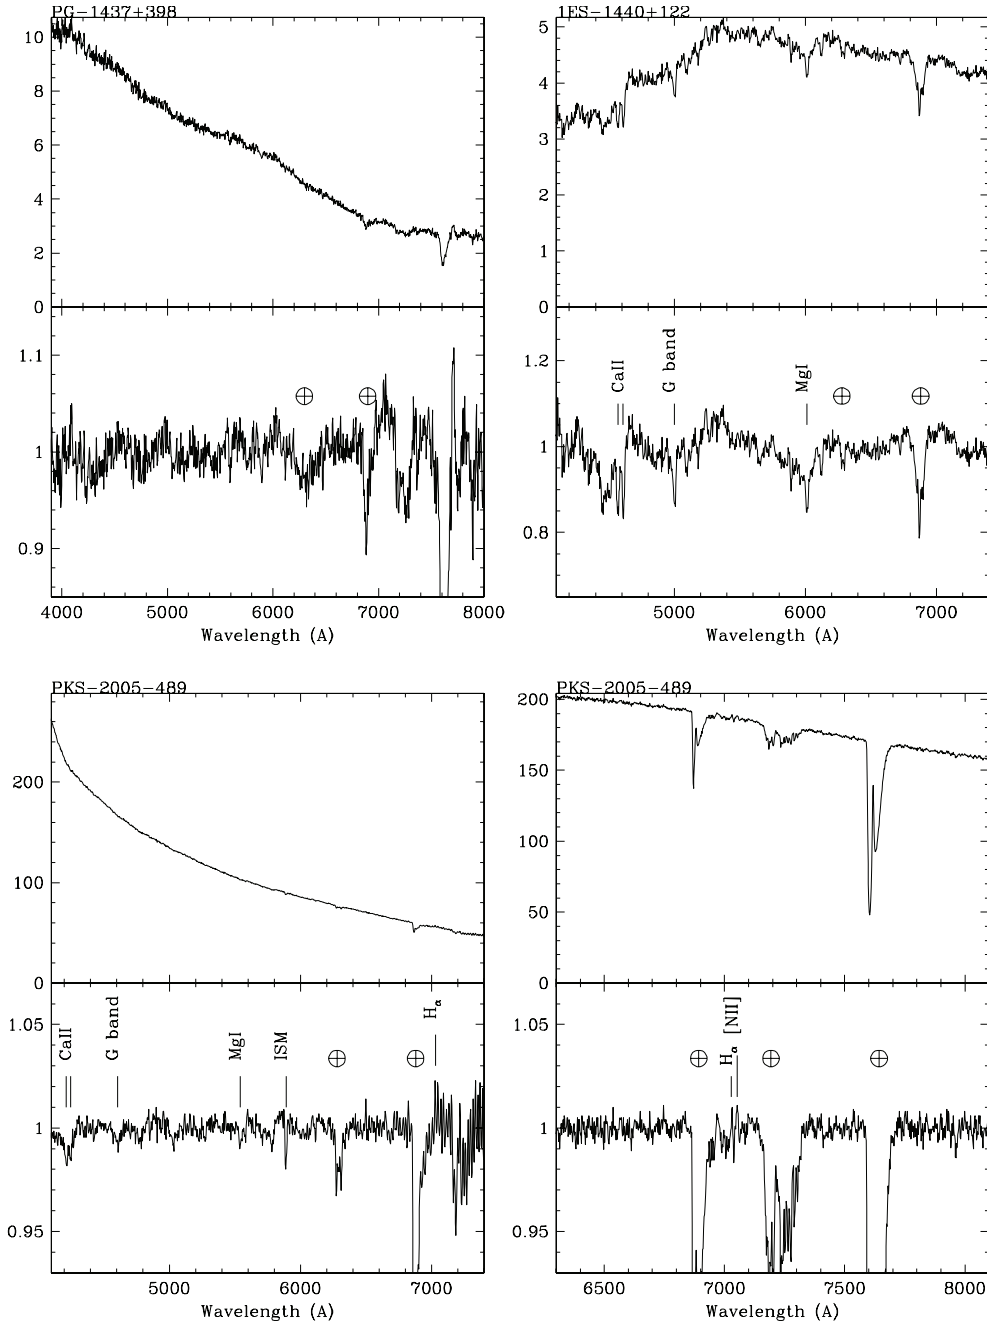 PG-1437+398
10
8
6
4
2
0
1.1
1
0.9
4000 5000 6000 7000 8000
Wavelength (A)
1ES-1440+122
5
4
3
2
1
0
CaII
G band
MgI
1.2
1
0.8
5000 6000 7000
Wavelength (A)
PKS-2005-489
200
100
0
CaII
G band
MgI
ISM
Hα
1.05
1
0.95
5000 6000 7000
Wavelength (A)
PKS-2005-489
200
150
100
50
0
Hα [NII]
1.05
1
0.95
6500 7000 7500 8000
Wavelength (A)